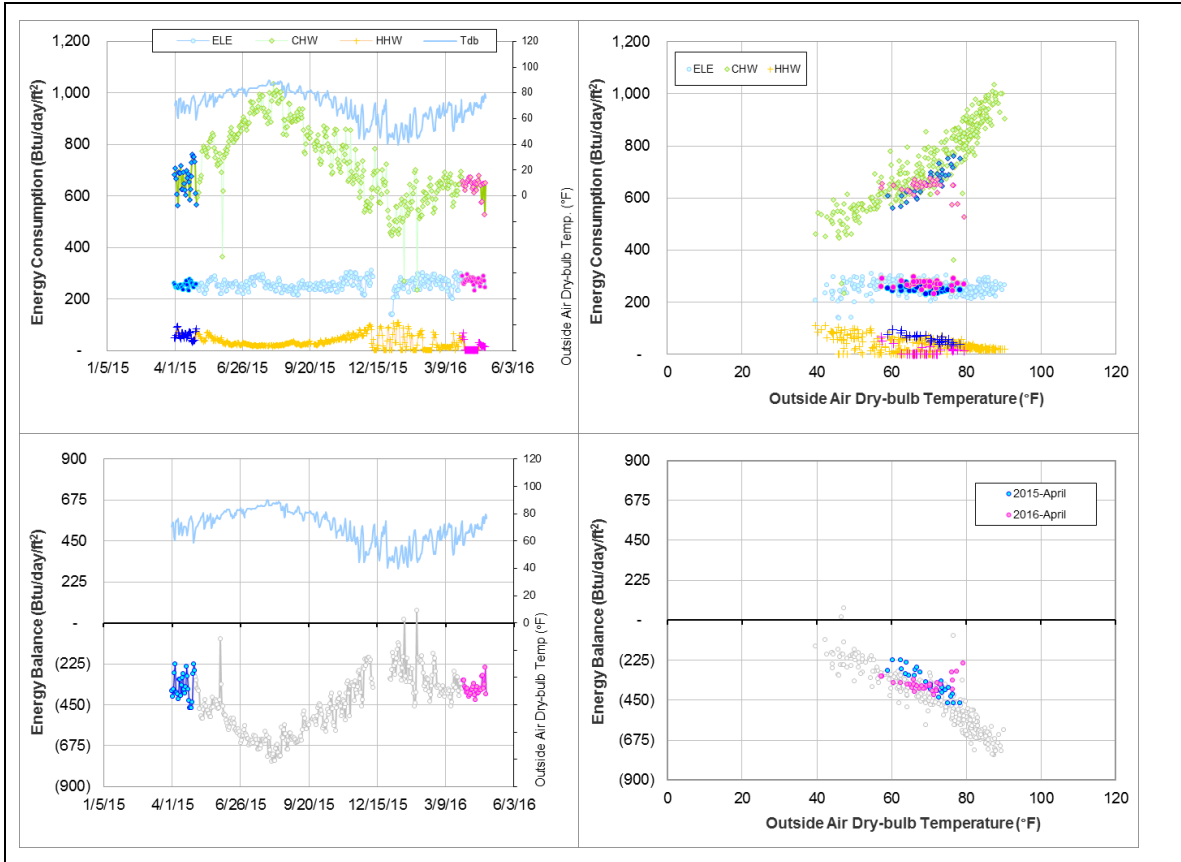 ELE CHW HHW Tdb
1,200
1,000
800
600
400
200
-
120
100
80
60
40
20
0
Energy Consumption (Btu/day/ft²)
Outside Air Dry-bulb Temp. (°F)
1/5/15 4/1/15 6/26/15 9/20/15 12/15/15 3/9/16 6/3/16
ELE CHW HHW
1,200
1,000
800
600
400
200
-
Energy Consumption (Btu/day/ft²)
0 20 40 60 80 100 120
Outside Air Dry-bulb Temperature (°F)
900
675
450
225
-
(225)
(450)
(675)
(900)
120
100
80
60
40
20
0
Energy Balance (Btu/day/ft²)
Outside Air Dry-bulb Temp (°F)
1/5/15 4/1/15 6/26/15 9/20/15 12/15/15 3/9/16 6/3/16
2015-April
2016-April
900
675
450
225
-
(225)
(450)
(675)
(900)
Energy Balance (Btu/day/ft²)
0 20 40 60 80 100 120
Outside Air Dry-bulb Temperature (°F)